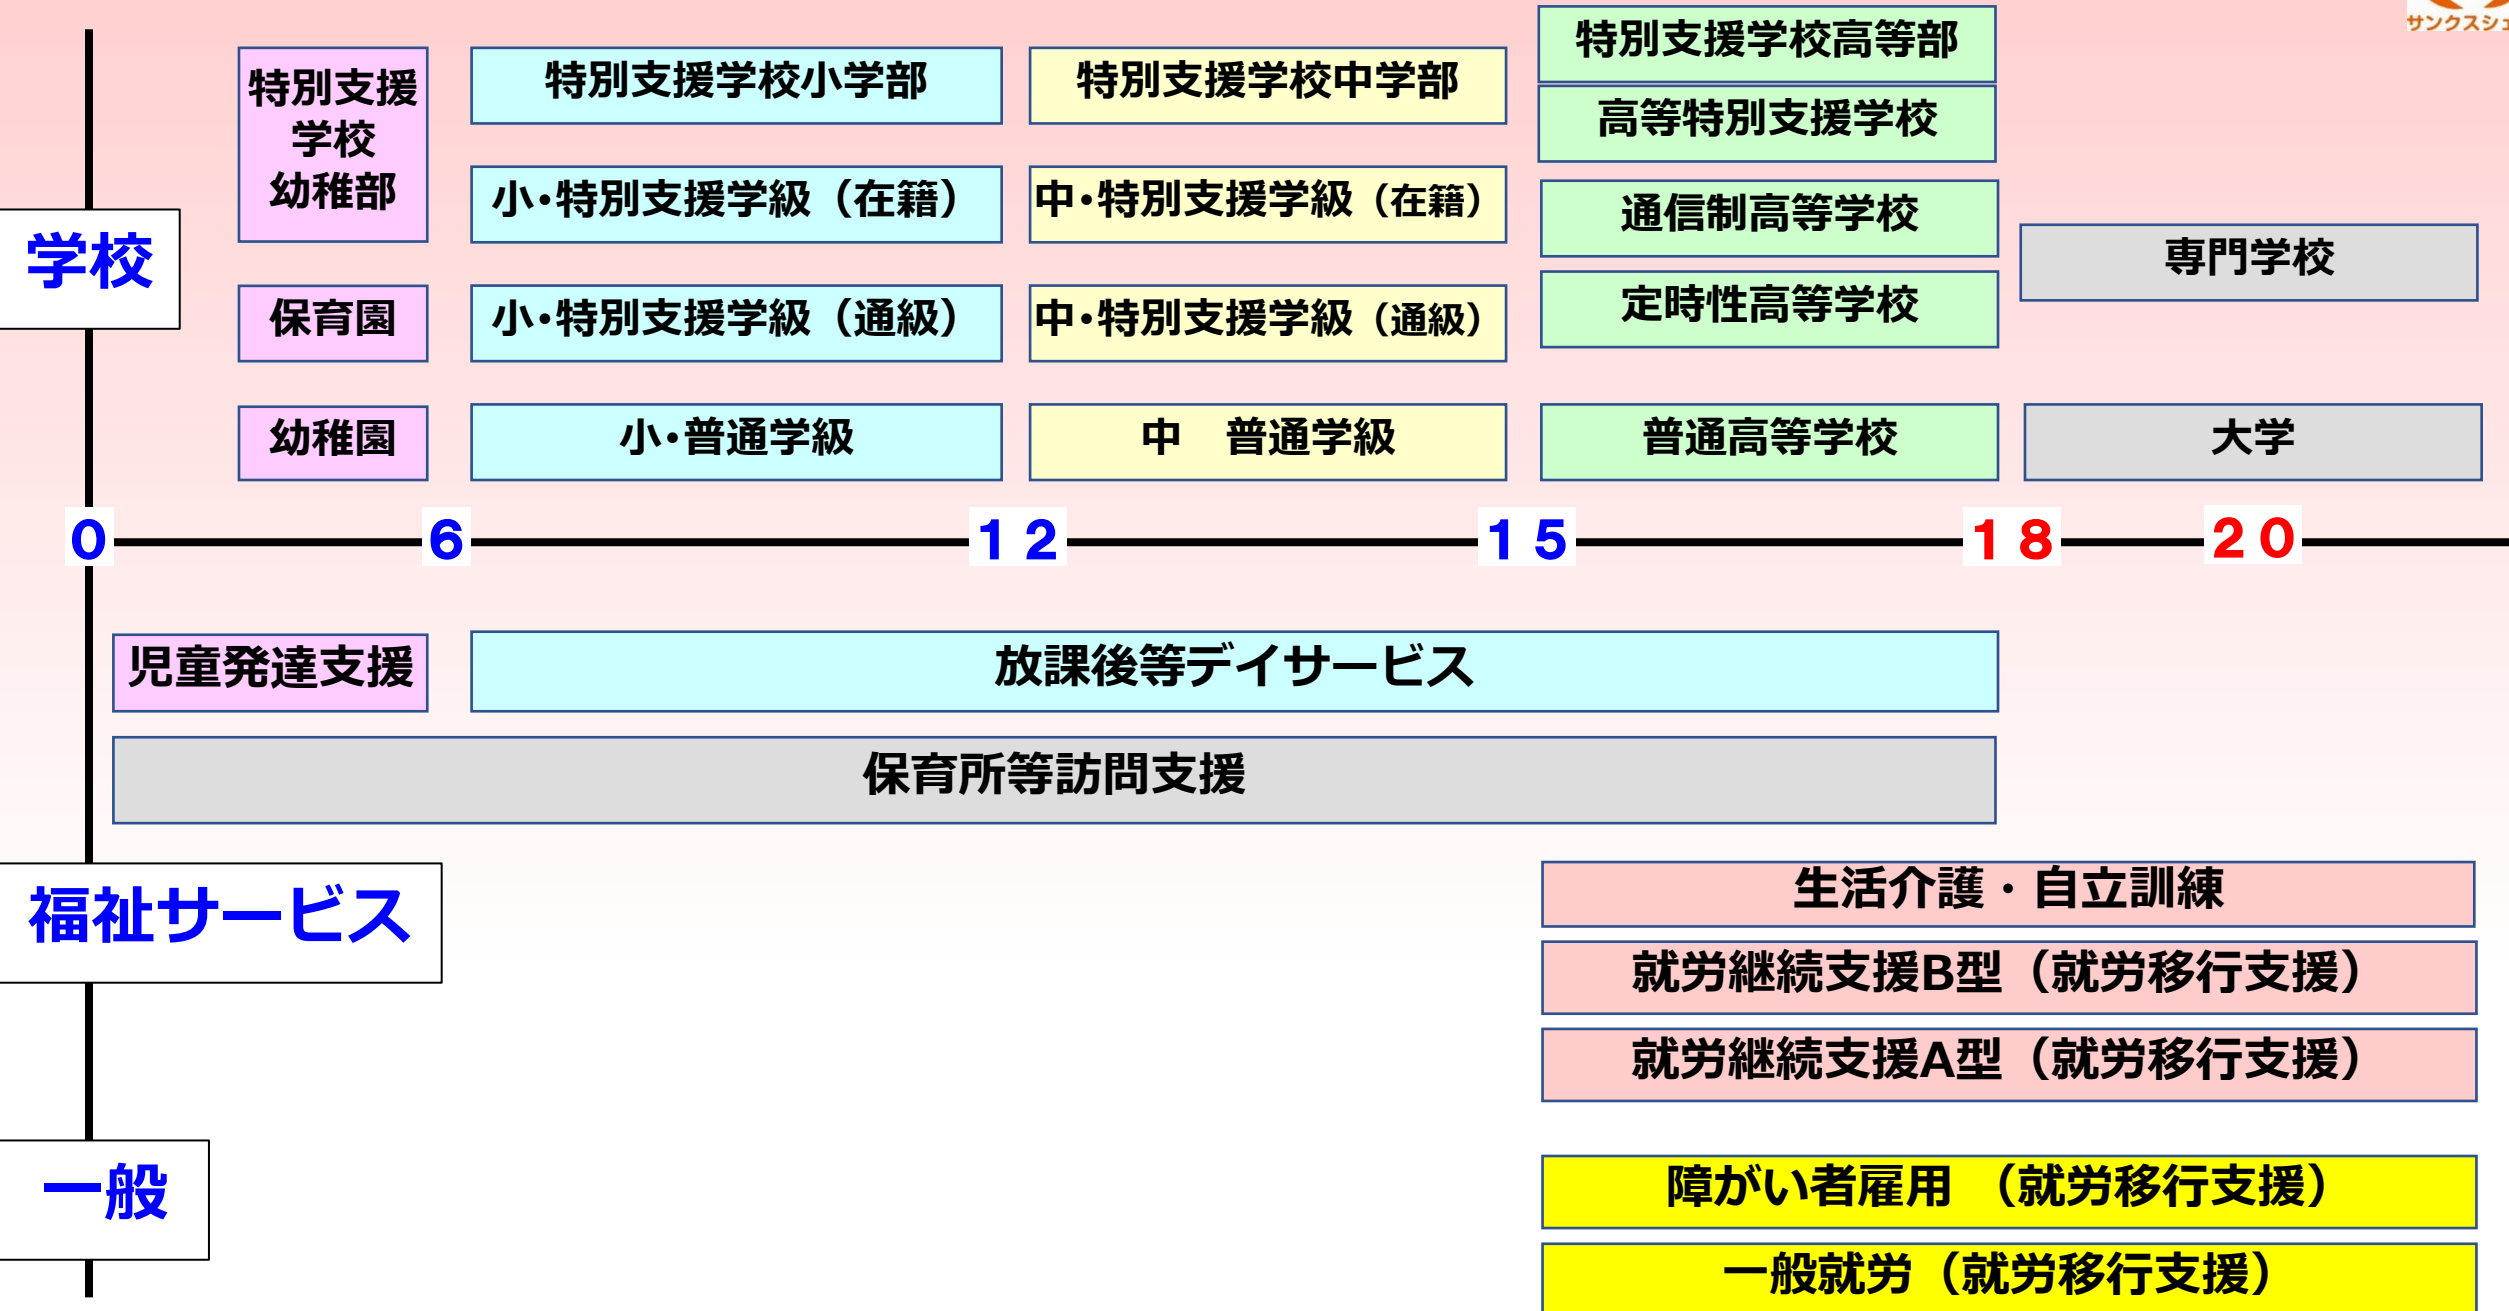 サンクスシェ
特別支援
学校
幼稚部
特別支援学校小学部
特別支援学校中学部
特別支援学校高等部
高等特別支援学校
小・特別支援学級（在籍）
中・特別支援学級（在籍）
通信制高等学校
学校
専門学校
保育園
小・特別支援学級（通級）
中・特別支援学級（通級）
定時性高等学校
幼稚園
小・普通学級
中　普通学級
普通高等学校
大学
０ ６ １２ １５ １８ ２０
児童発達支援
放課後等デイサービス
保育所等訪問支援
福祉サービス
生活介護・自立訓練
就労継続支援B型（就労移行支援）
就労継続支援A型（就労移行支援）
一般
障がい者雇用 （就労移行支援）
一般就労（就労移行支援）